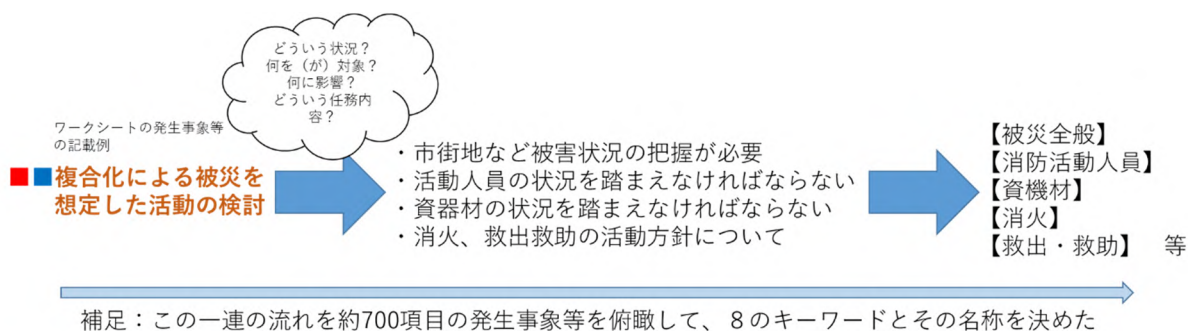 どういう状況？
何を（が）対象？
何に影響？
どういう任務内
容？
ワークシートの発生事象等
の記載例
■■複合化による被災を
想定した活動の検討
・市街地など被害状況の把握が必要
・活動人員の状況を踏まえなければならない
・資器材の状況を踏まえなければならない
・消火、救出救助の活動方針について
【被災全般】
【消防活動人員】
【資機材】
【消火】
【救出・救助】　等
補足：この一連の流れを約700項目の発生事象等を俯瞰して、８のキーワードとその名称を決めた